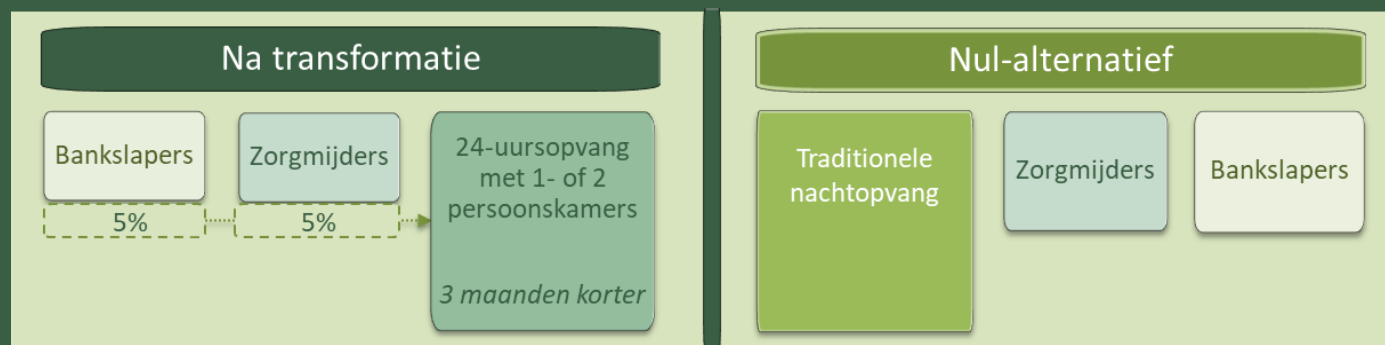 Na transformatie
Bankslapers
5%
Zorgmijders
5%
24-uursopvang
met 1- of 2
persoonskamers
3 maanden korter
Nul-alternatief
Traditionele
nachtopvang
Zorgmijders
Bankslapers